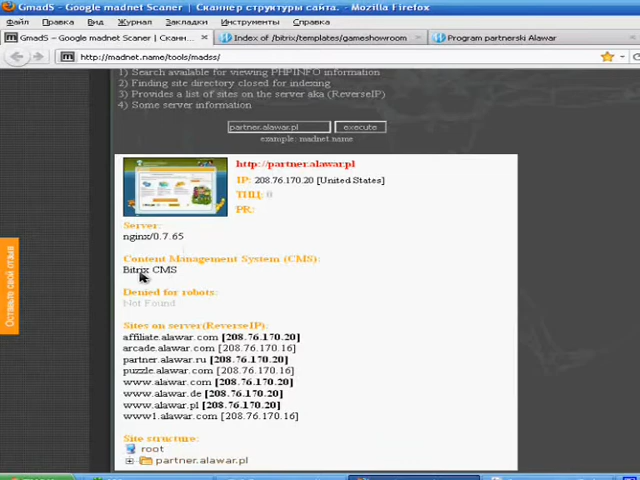 GmadS - Google madnet Scaner | Сканер структуры сайта. - Mozilla Firefox
Файл Правка Вид Журнал Закладки Инструменты Справка
GmadS – Google madnet Scaner | Скани...
Index of /bitrix/templates/gameshowroom
Program partnerski Alawar
http://madnet.name/tools/madss/
1) Search available for viewing PHPINFO information
2) Finding site directory closed for indexing
3) Provides a list of sites on the server aka (ReverseIP)
4) Some server information
partner.alawar.pl execute
example: madnet.name
http://partner.alawar.pl
IP: 208.76.170.20 [United States]
ТИЦ: 0
PR:
Server:
nginx/0.7.65
Content Management System (CMS):
Bitrix CMS
Denied for robots:
Not Found
Sites on server(ReverseIP):
affiliate.alawar.com [208.76.170.20]
arcade.alawar.com [208.76.170.16]
partner.alawar.ru [208.76.170.20]
puzzle.alawar.com [208.76.170.16]
www.alawar.com [208.76.170.20]
www.alawar.de [208.76.170.20]
www.alawar.pl [208.76.170.20]
www1.alawar.com [208.76.170.16]
Site structure:
root
partner.alawar.pl
Оставьте свой отзыв